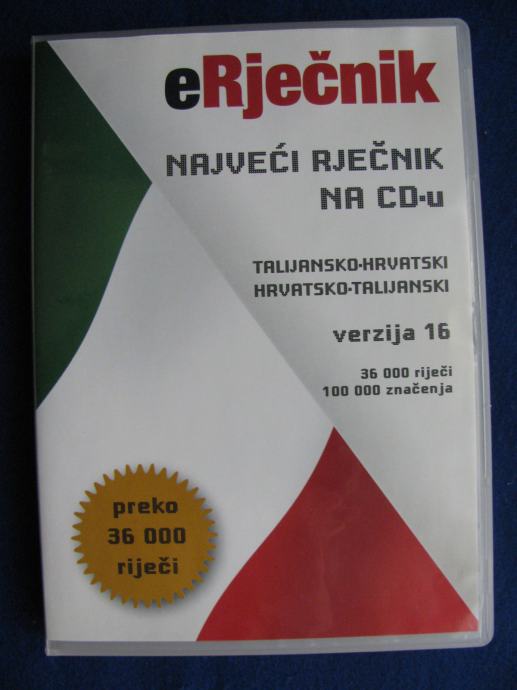 eRječnik
NAJVEĆI RJEČNIK
NA CD-u
TALIJANSKO-HRVATSKI
HRVATSKO-TALIJANSKI
verzija 16
36 000 riječi
100 000 značenja
preko
36 000
riječi